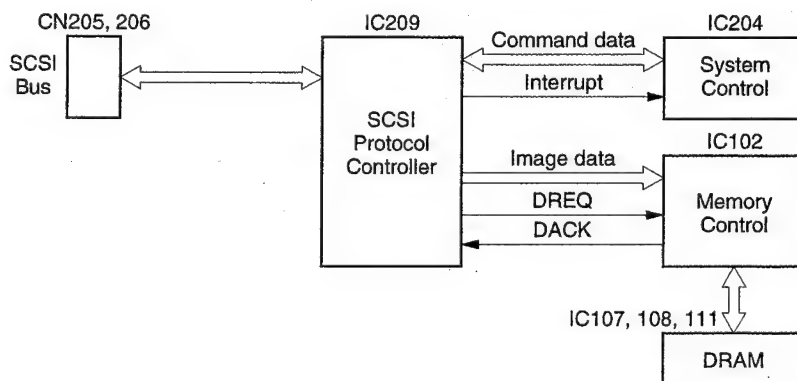 CN205, 206
SCSI
Bus
IC209
SCSI
Protocol
Controller
Command data
Interrupt
Image data
DREQ
DACK
IC204
System
Control
IC102
Memory
Control
IC107, 108, 111
DRAM